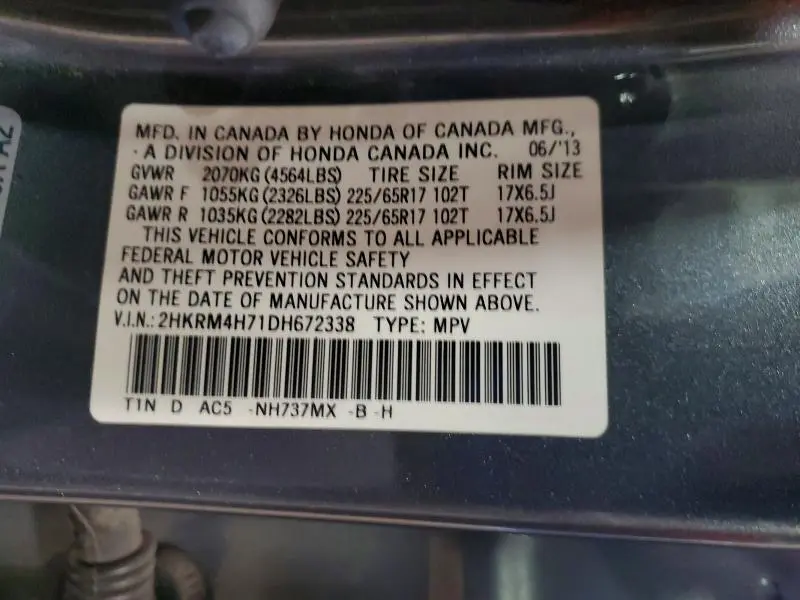 MFD. IN CANADA BY HONDA OF CANADA MFG.,
A DIVISION OF HONDA CANADA INC. 06/'13
GVWR 2070KG (4564LBS) TIRE SIZE RIM SIZE
GAWR F 1055KG (2326LBS) 225/65R17 102T 17X6.5J
GAWR R 1035KG (2282LBS) 225/65R17 102T 17X6.5J
THIS VEHICLE CONFORMS TO ALL APPLICABLE
FEDERAL MOTOR VEHICLE SAFETY
AND THEFT PREVENTION STANDARDS IN EFFECT
ON THE DATE OF MANUFACTURE SHOWN ABOVE.
V.I.N.: 2HKRM4H71DH672338 TYPE: MPV
T1N D AC5 -NH737MX -B -H